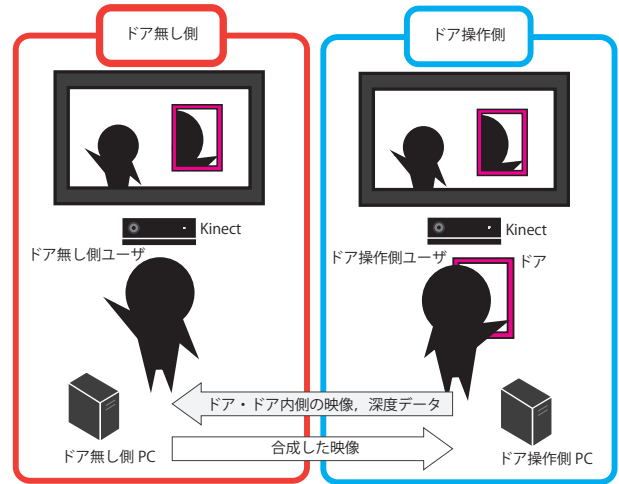 ドア無し側
ドア操作側
Kinect
Kinect
ドア無し側ユーザ
ドア操作側ユーザ
ドア
ドア・ドア内側の映像，深度データ
合成した映像
ドア無し側 PC
ドア操作側 PC